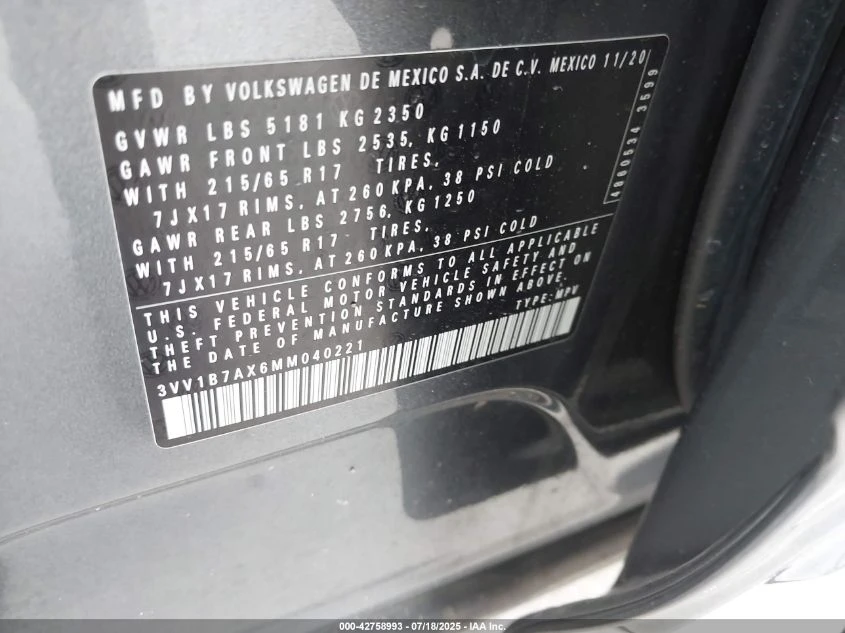 MFD BY VOLKSWAGEN DE MEXICO S.A. DE C.V. MEXICO 11/20
GVWR LBS 5181 KG 2350
GAWR FRONT LBS 2535, KG 1150
WITH 215/65 R17 TIRES,
7JX17 RIMS, AT 260 KPA, 38 PSI COLD
GAWR REAR LBS 2756, KG 1250
WITH 215/65 R17 TIRES,
7JX17 RIMS, AT 260 KPA, 38 PSI COLD
THIS VEHICLE CONFORMS TO ALL APPLICABLE
U.S. FEDERAL MOTOR VEHICLE SAFETY AND
THEFT PREVENTION STANDARDS IN EFFECT ON
THE DATE OF MANUFACTURE SHOWN ABOVE.
TYPE: MPV
3VV1B7AX6MM040221
3599
000-42758993 - 07/18/2025 - IAA Inc.